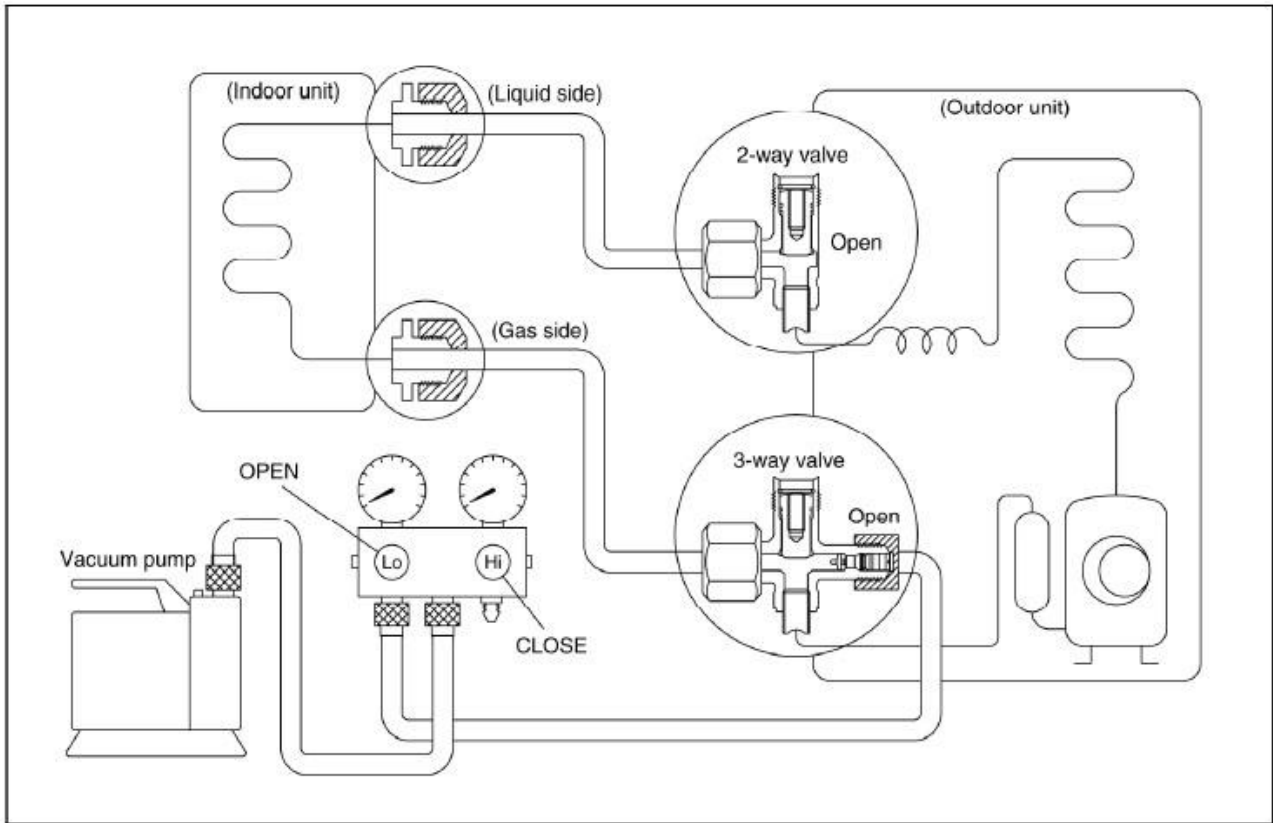 (Indoor unit)
(Liquid side)
(Outdoor unit)
2-way valve
Open
(Gas side)
3-way valve
Open
OPEN
Vacuum pump
Lo
Hi
CLOSE